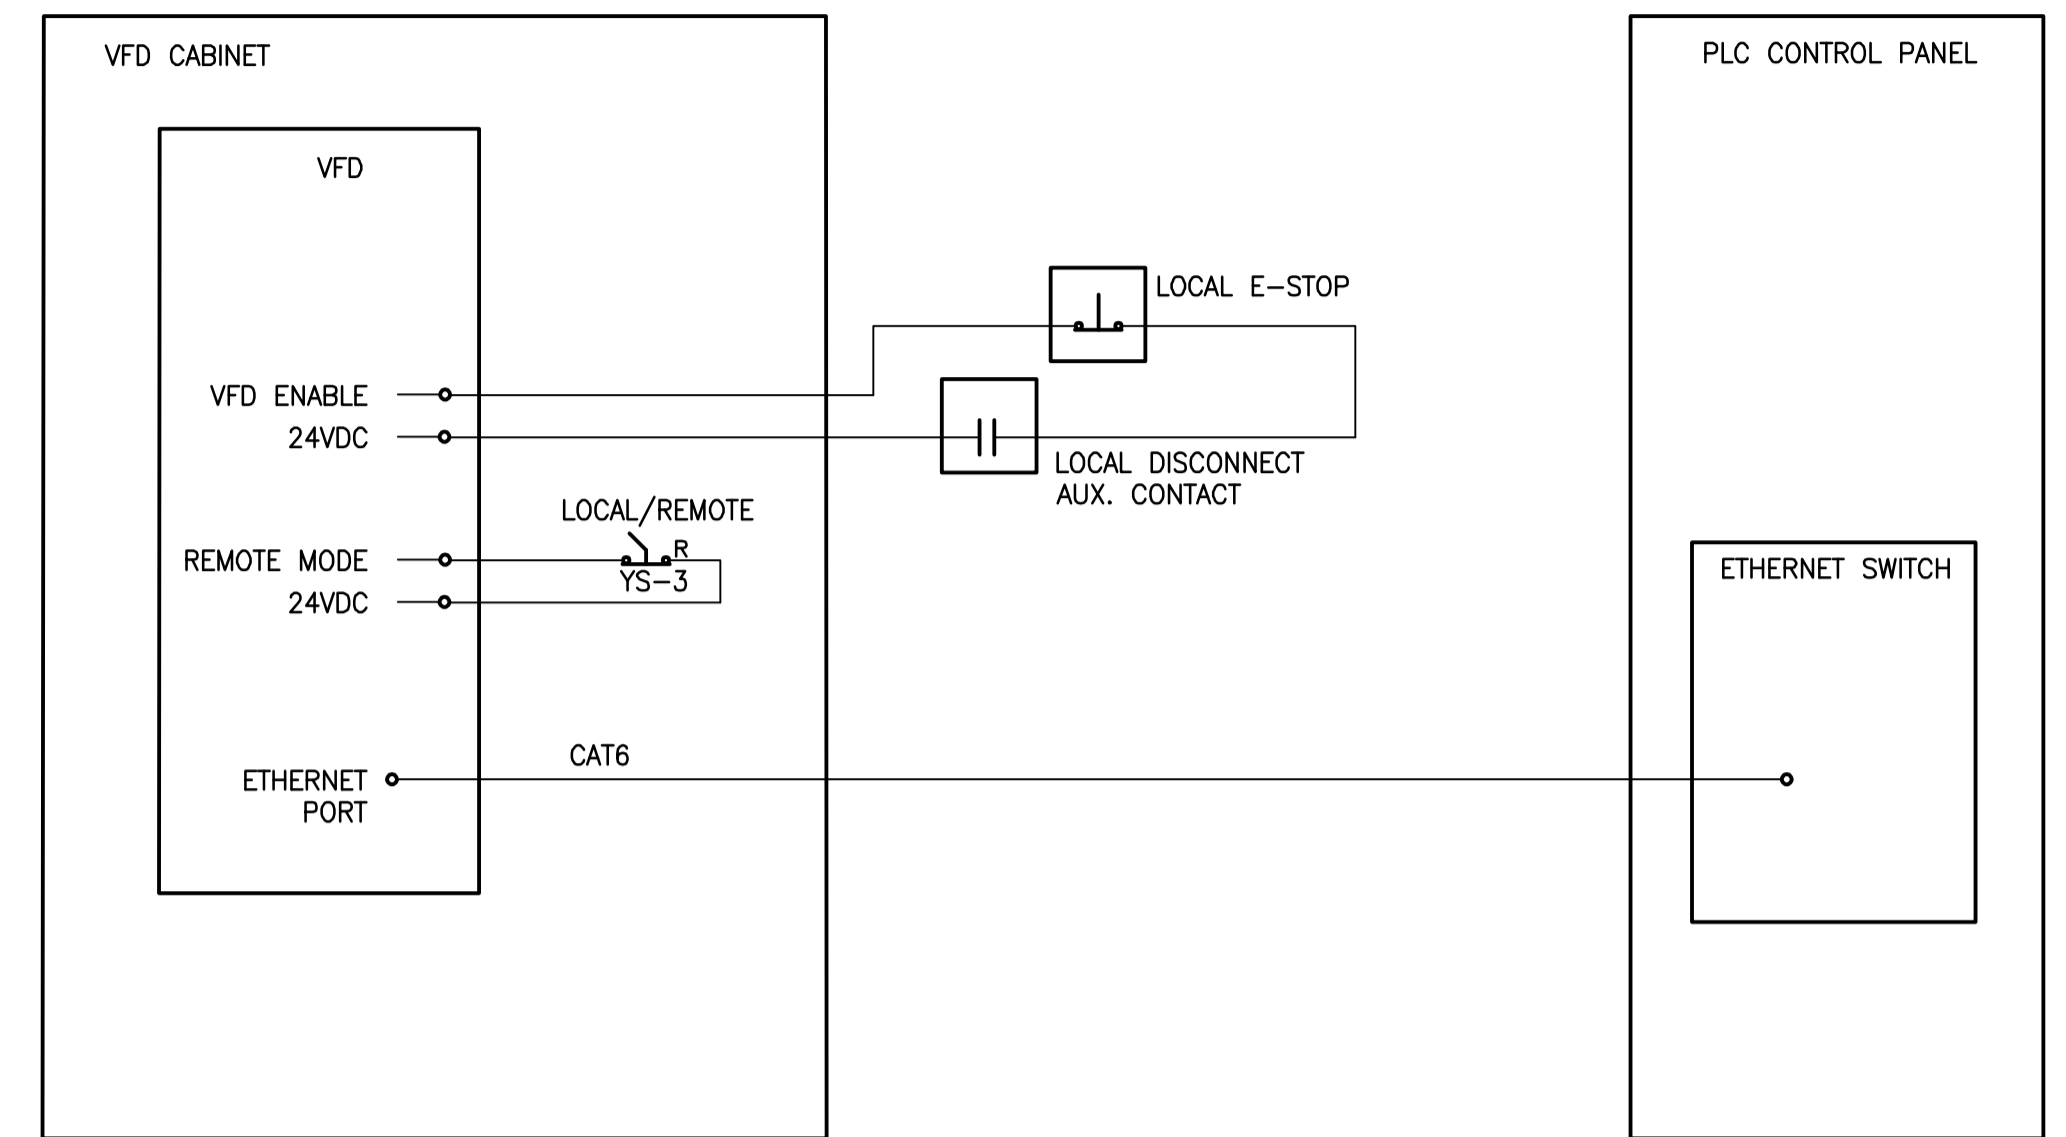 VFD CABINET
PLC CONTROL PANEL
VFD
LOCAL E-STOP
VFD ENABLE
24VDC
LOCAL DISCONNECT
AUX. CONTACT
LOCAL/REMOTE
R
YS-3
REMOTE MODE
24VDC
ETHERNET SWITCH
CAT6
ETHERNET
PORT